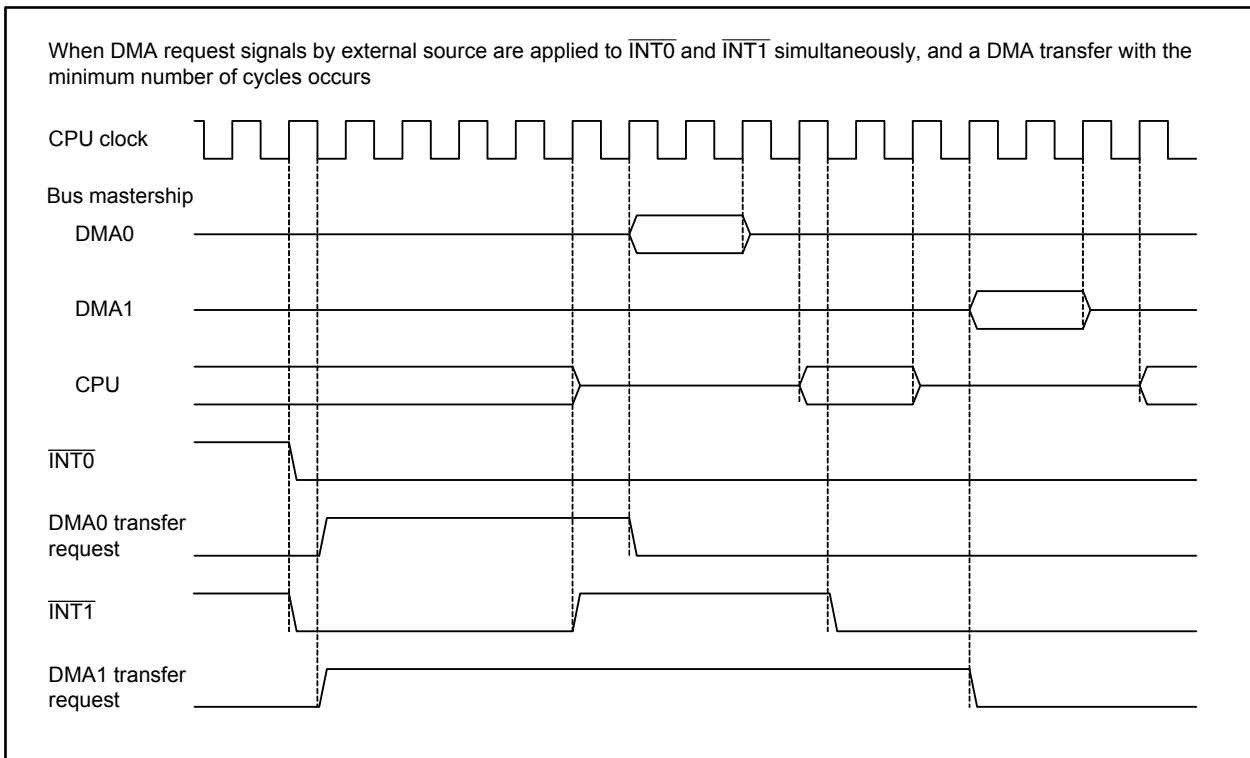 When DMA request signals by external source are applied to INT0 and INT1 simultaneously, and a DMA transfer with the
minimum number of cycles occurs
CPU clock
Bus mastership
DMA0
DMA1
CPU
INT0
DMA0 transfer
request
INT1
DMA1 transfer
request